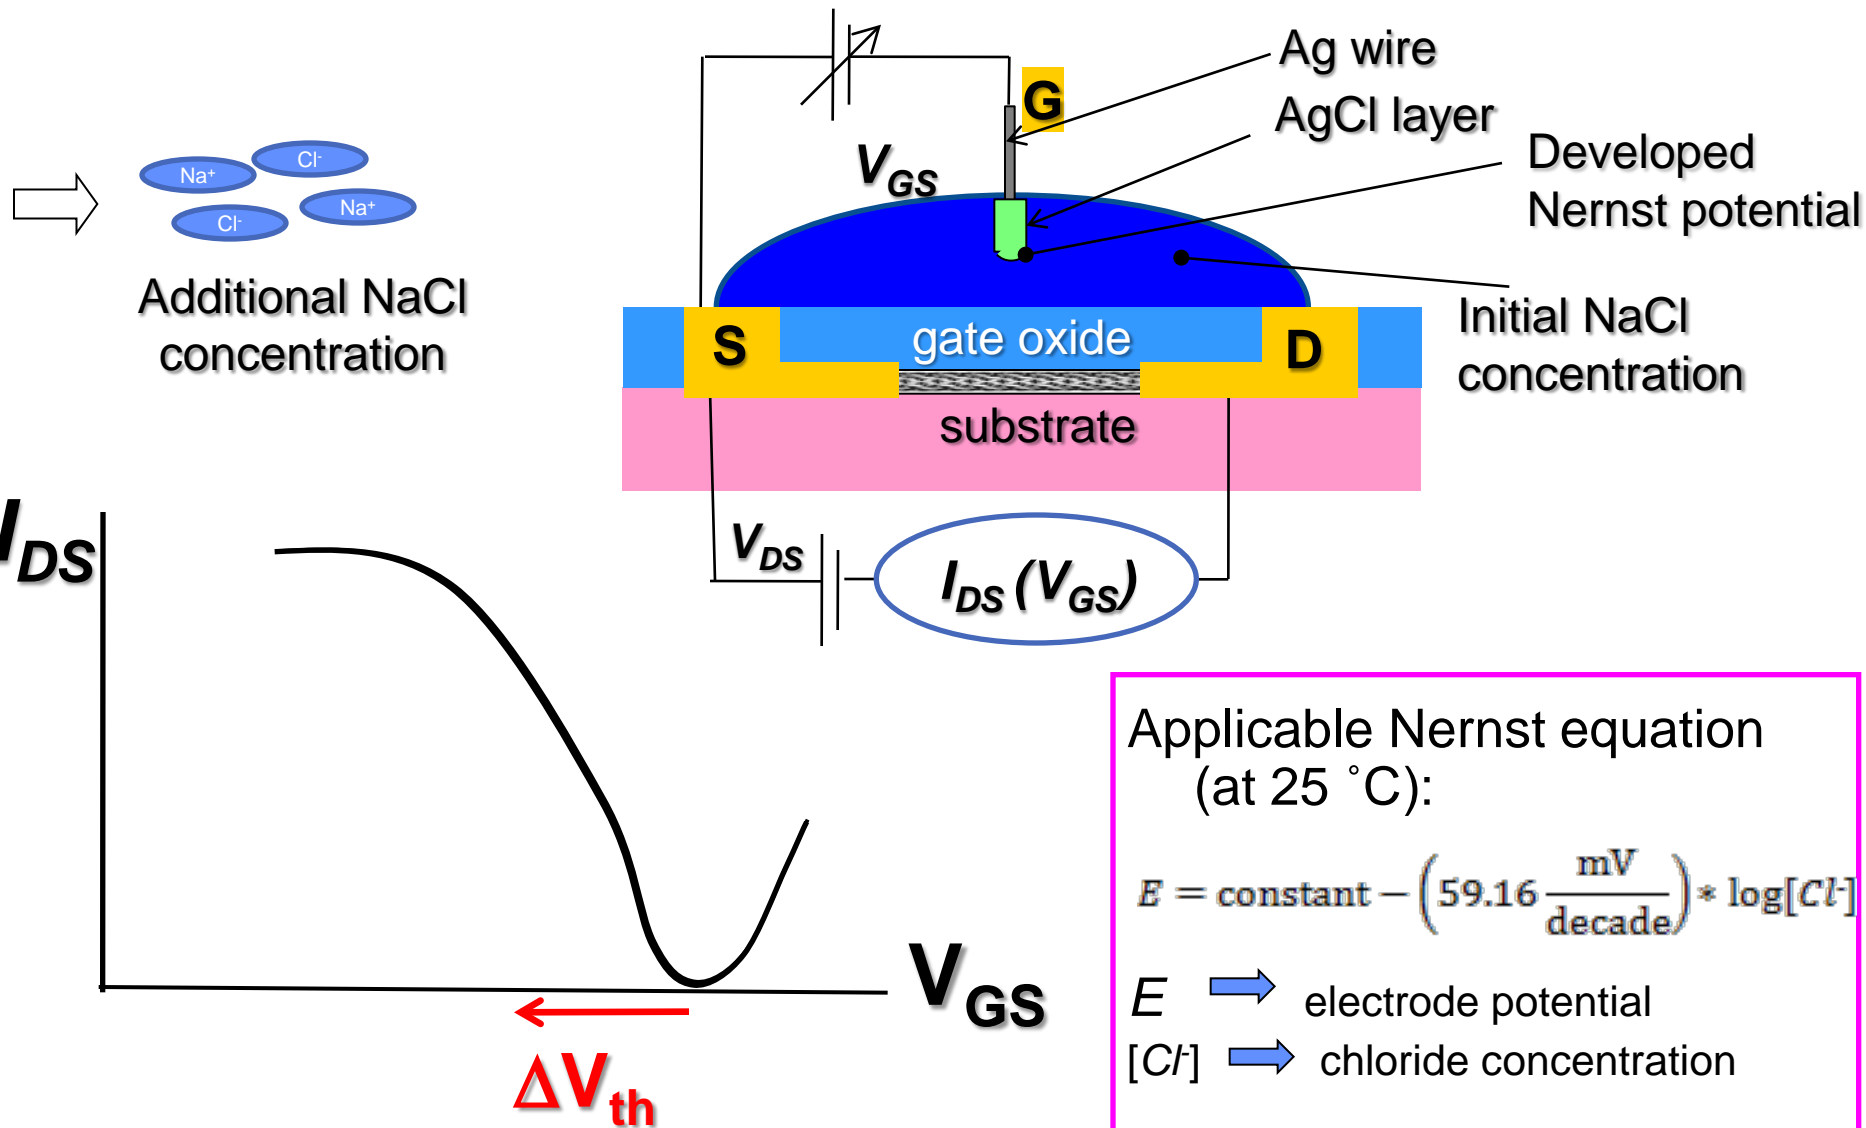 Ag wire
G
AgCl layer
Developed
Nernst potential
V_GS
Na⁺
Cl⁻
Na⁺
Cl⁻
Additional NaCl
concentration
S
gate oxide
D
Initial NaCl
concentration
substrate
I_DS
V_DS
I_DS (V_GS)
V_GS
ΔV_th
Applicable Nernst equation
(at 25 ˚C):
E = constant − (59.16 mV/decade) * log[Cl⁻]
E electrode potential
[Cl⁻] chloride concentration